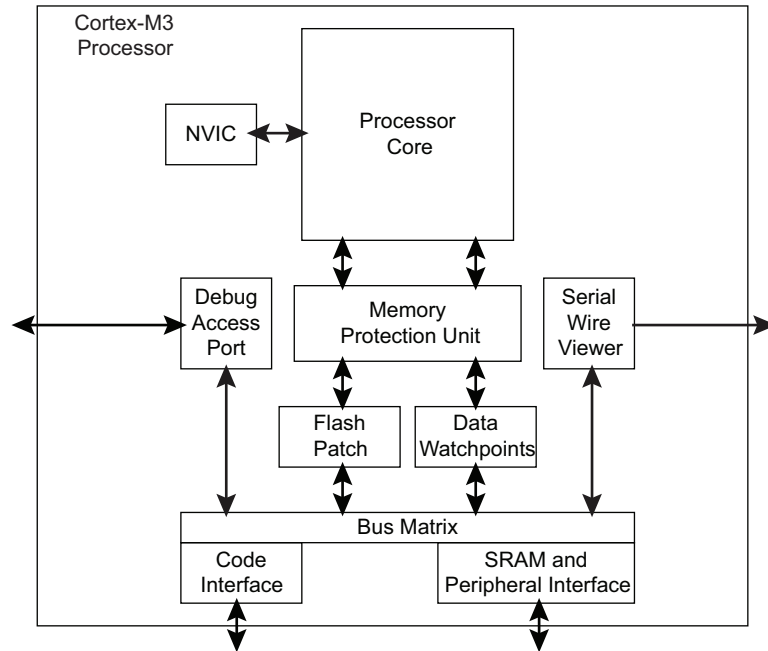 Cortex-M3
Processor
Processor
Core
NVIC
Debug
Access
Port
Memory
Protection Unit
Serial
Wire
Viewer
Flash
Patch
Data
Watchpoints
Bus Matrix
Code
Interface
SRAM and
Peripheral Interface